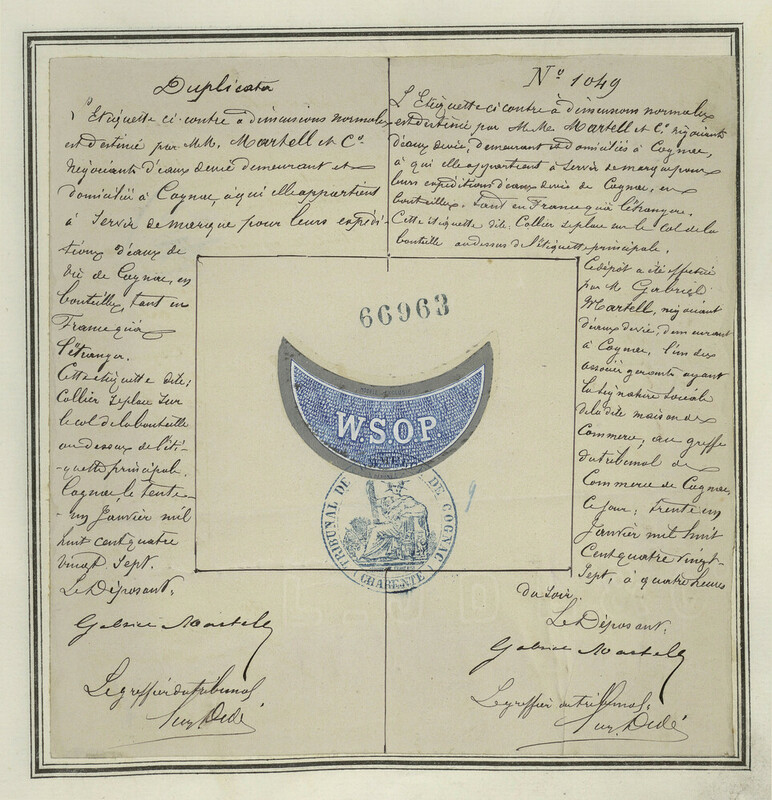 Duplicata
L'Etiquette ci contre à dimensions normales
est destinée par MM. Martell et Cº
négociants d'eaux de vie demeurant et
domiciliés à Cognac, à qui elle appartient
à servir de marque pour leurs expédi-
tions d'eaux de
vie de Cognac, en
bouteilles, tant en
France qu'à
l'étranger.
Cette étiquette dite:
Collier se place sur
le col de la bouteille
au dessus de l'éti-
-quette principale.
Cognac le trente
-un Janvier mil
huit cent quatre
vingt sept.
Le Déposant,
Gabriel Martell
Le greffier du tribunal,
Dedé
Nº 1049
L'Etiquette ci contre à dimensions normales
est destinée par MM. Martell et Cº négociants
d'eaux de vie, demeurant et domiciliés à Cognac,
à qui elle appartient à servir de marque pour
leurs expéditions d'eaux de vie de Cognac, en
bouteilles, tant en France qu'à l'étranger.
Cette étiquette dite: Collier se place sur le col de la
bouteille au dessus de l'étiquette principale.
Ce dépôt a été effectué
par M. Gabriel
Martell, négociant
d'eaux de vie, demeurant
à Cognac, l'un des
associés gérants ayant
la signature sociale
de la dite maison de
Commerce, au greffe
du tribunal de
Commerce de Cognac
ce jour: trente un
Janvier mil huit
Cent quatre vingt-
Sept, à quatre heures
du soir.
Le Déposant,
Gabriel Martell
Le greffier du tribunal,
Dedé
66963
W.S.O.P.
TRIBUNAL DE DE COGNAC
(CHARENTE)
9